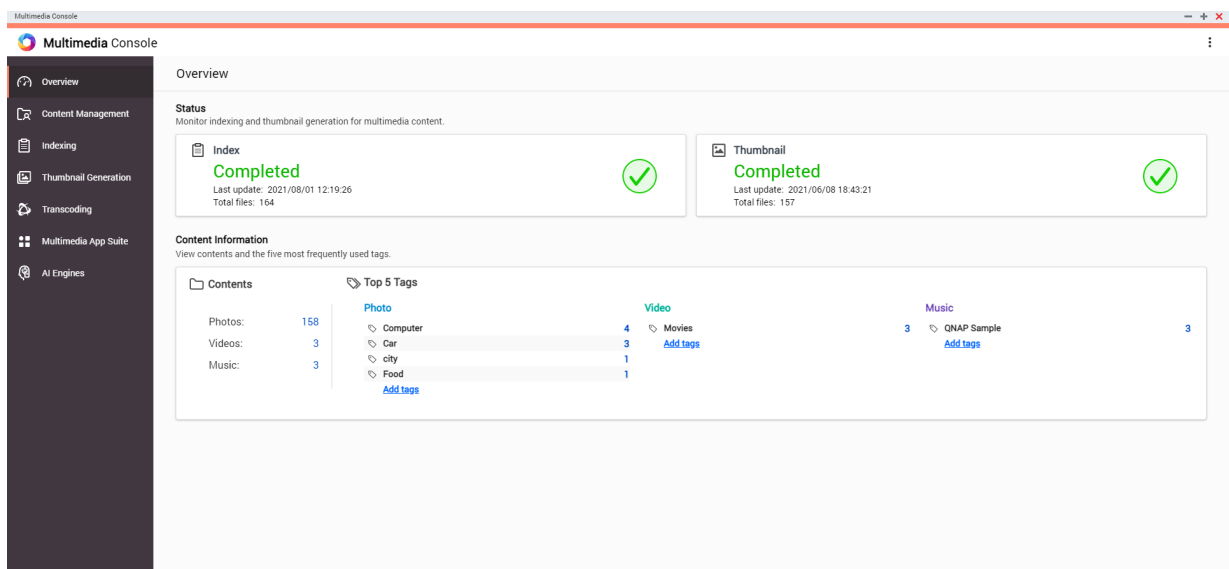 Multimedia Console
Multimedia Console
Overview
Content Management
Indexing
Thumbnail Generation
Transcoding
Multimedia App Suite
AI Engines
Overview
Status
Monitor indexing and thumbnail generation for multimedia content.
Index
Completed
Last update: 2021/08/01 12:19:26
Total files: 164
Thumbnail
Completed
Last update: 2021/06/08 18:43:21
Total files: 157
Content Information
View contents and the five most frequently used tags.
Contents
Photos: 158
Videos: 3
Music: 3
Top 5 Tags
Photo
Computer 4
Car 3
city 1
Food 1
Add tags
Video
Movies 3
Add tags
Music
QNAP Sample 3
Add tags